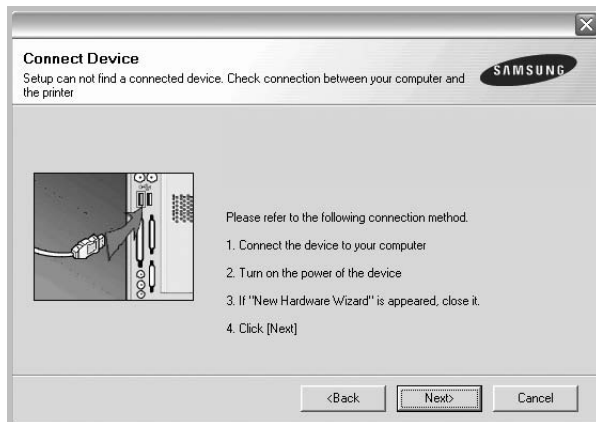 Connect Device
Setup can not find a connected device. Check connection between your computer and
the printer
SAMSUNG
Please refer to the following connection method.
1. Connect the device to your computer
2. Turn on the power of the device
3. If "New Hardware Wizard" is appeared, close it.
4. Click [Next]
<Back
Next>
Cancel